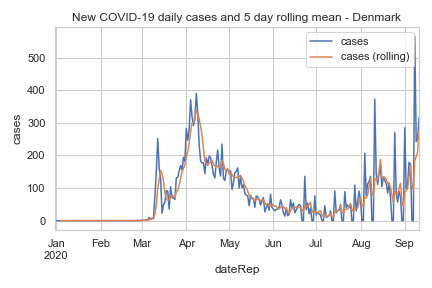 New COVID-19 daily cases and 5 day rolling mean - Denmark
cases
cases (rolling)
cases
500
400
300
200
100
0
Jan Feb Mar Apr May Jun Jul Aug Sep
2020
dateRep